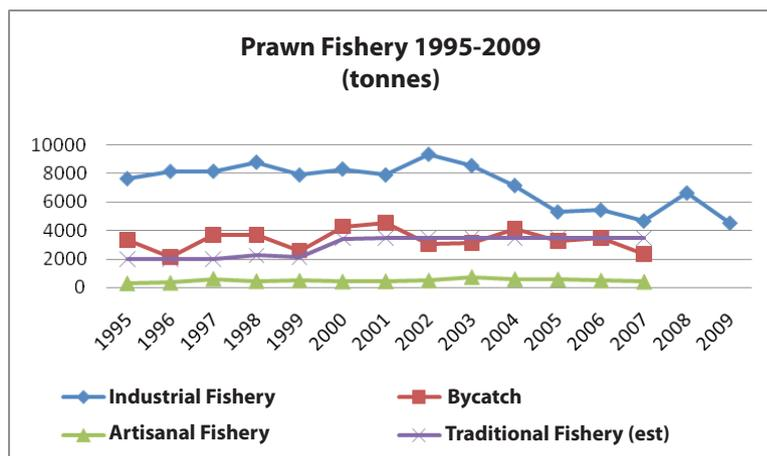 Prawn Fishery 1995-2009
(tonnes)
10000
8000
6000
4000
2000
0
1995 1996 1997 1998 1999 2000 2001 2002 2003 2004 2005 2006 2007 2008 2009
Industrial Fishery Bycatch
Artisanal Fishery Traditional Fishery (est)